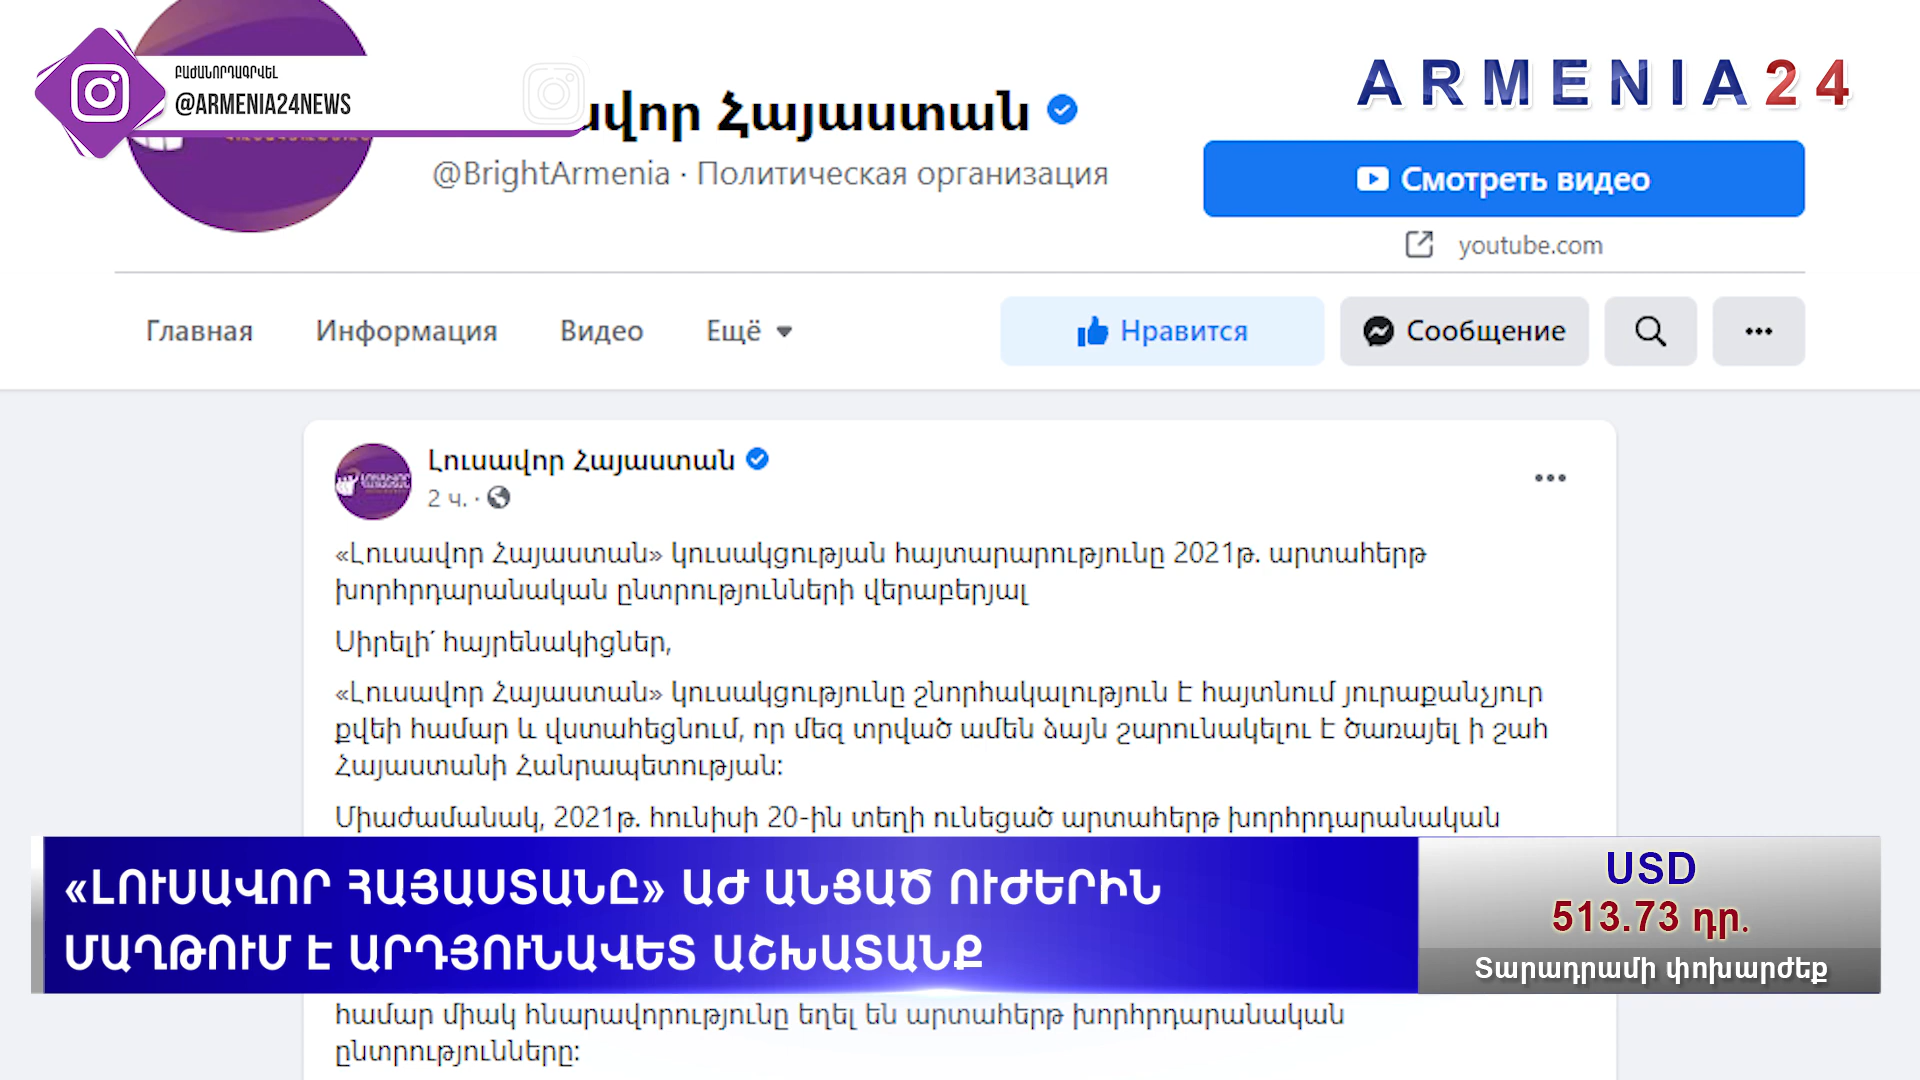 ԲԱԺԱՆՈՐԴԱԳՐՎԵԼ
@ARMENIA24NEWS
ARMENIA24
Հայաստան
@BrightArmenia · Политическая организация
Смотреть видео
youtube.com
Главная Информация Видео Ещё
Нравится Сообщение
Լուսավոր Հայաստան
2 ч. ·
«Լուսավոր Հայաստան» կուսակցության հայտարարությունը 2021թ. արտահերթ
խորհրդարանական ընտրությունների վերաբերյալ
Սիրելի՛ հայրենակիցներ,
«Լուսավոր Հայաստան» կուսակցությունը շնորհակալություն է հայտնում յուրաքանչյուր
քվեի համար և վստահեցնում, որ մեզ տրված ամեն ձայն շարունակելու է ծառայել ի շահ
Հայաստանի Հանրապետության:
Միաժամանակ, 2021թ. հունիսի 20-ին տեղի ունեցած արտահերթ խորհրդարանական
«ԼՈՒՍԱՎՈՐ ՀԱՅԱՍՏԱՆԸ» ԱԺ ԱՆՑԱԾ ՈՒԺԵՐԻՆ
ՄԱՂԹՈՒՄ Է ԱՐԴՅՈՒՆԱՎԵՏ ԱՇԽԱՏԱՆՔ
USD
513.73 դր.
Տարադրամի փոխարժեք
համար միակ հնարավորությունը եղել են արտահերթ խորհրդարանական
ընտրությունները: